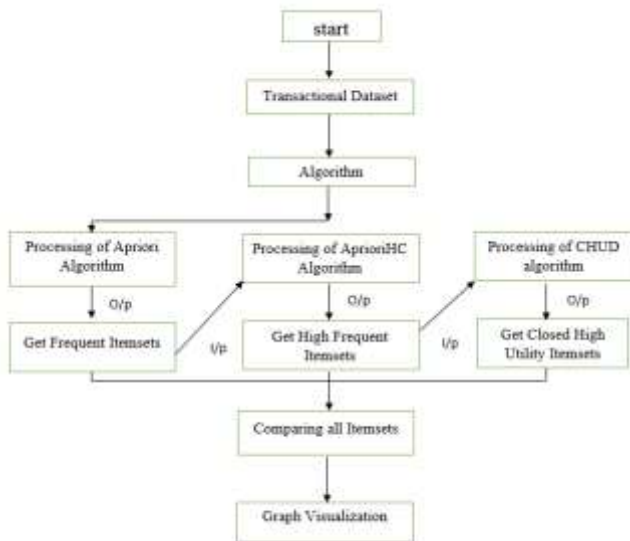 start
Transactional Dataset
Algorithm
Processing of Apriori
Algorithm
Processing of AprioriHC
Algorithm
Processing of CHUD
algorithm
O/p
O/p
O/p
Get Frequent Itemsets
I/p
Get High Frequent
Itemsets
I/p
Get Closed High
Utility Itemsets
Comparing all Itemsets
Graph Visualization